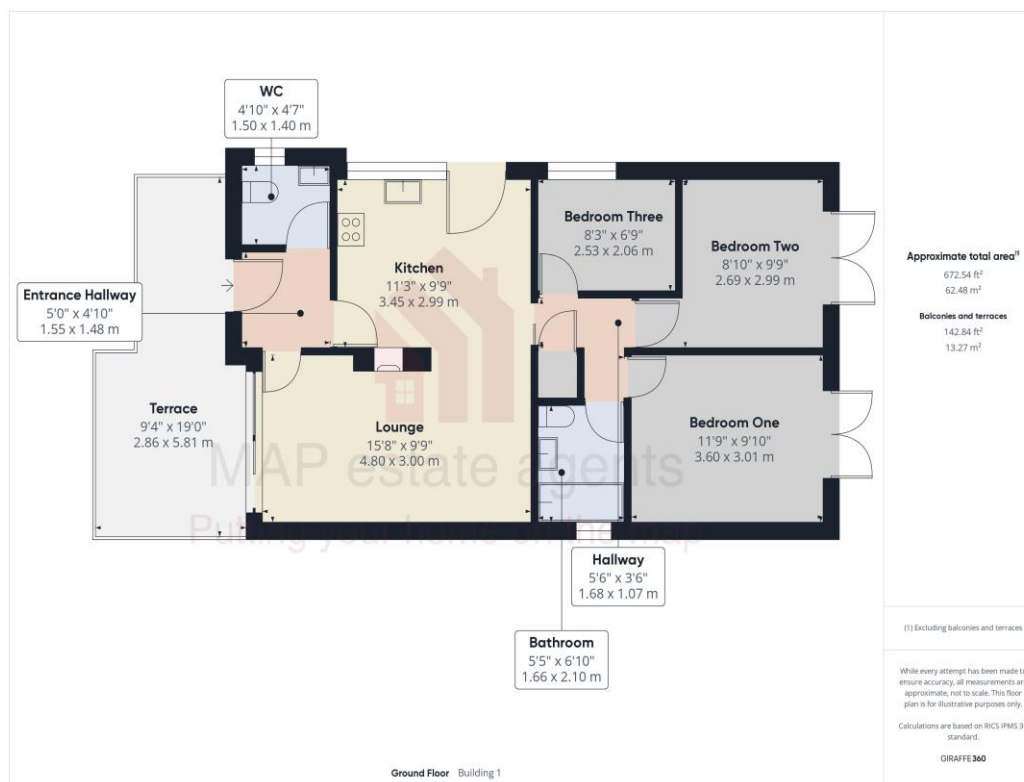 WC
4'10" x 4'7"
1.50 x 1.40 m
Entrance Hallway
5'0" x 4'10"
1.55 x 1.48 m
Kitchen
11'3" x 9'9"
3.45 x 2.99 m
Bedroom Three
8'3" x 6'9"
2.53 x 2.06 m
Bedroom Two
8'10" x 9'9"
2.69 x 2.99 m
Terrace
9'4" x 19'0"
2.86 x 5.81 m
Lounge
15'8" x 9'9"
4.80 x 3.00 m
Bedroom One
11'9" x 9'10"
3.60 x 3.01 m
MAP estate agents
Putting your home on the map
Hallway
5'6" x 3'6"
1.68 x 1.07 m
Bathroom
5'5" x 6'10"
1.66 x 2.10 m
Ground Floor Building 1
Approximate total area(1)
672.54 ft²
62.48 m²
Balconies and terraces
142.84 ft²
13.27 m²
(1) Excluding balconies and terraces
While every attempt has been made to
ensure accuracy, all measurements are
approximate, not to scale. This floor
plan is for illustrative purposes only.
Calculations are based on RICS IPMS 3
standard.
GIRAFFE360